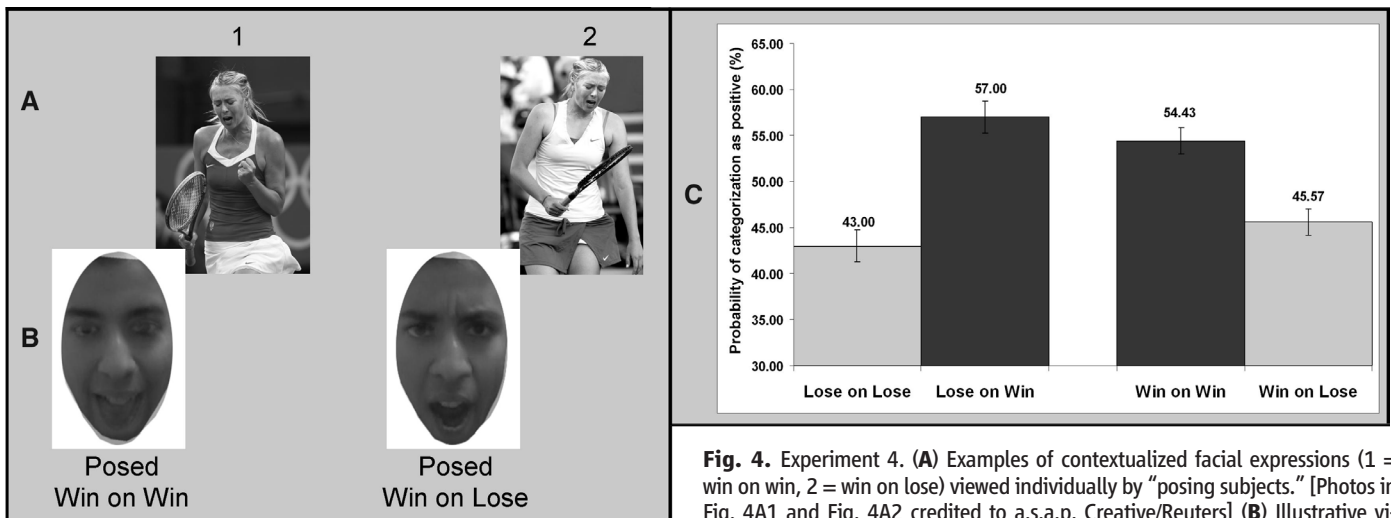 1
2
A
B
Posed
Win on Win
Posed
Win on Lose
C
Probability of categorization as positive (%)
65.00
60.00
55.00
50.00
45.00
40.00
35.00
30.00
43.00
57.00
54.43
45.57
Lose on Lose
Lose on Win
Win on Win
Win on Lose
Fig. 4. Experiment 4. (A) Examples of contextualized facial expressions (1 =
win on win, 2 = win on lose) viewed individually by “posing subjects.” [Photos in
Fig. 4A1 and Fig. 4A2 credited to a.s.a.p. Creative/Reuters] (B) Illustrative vi-